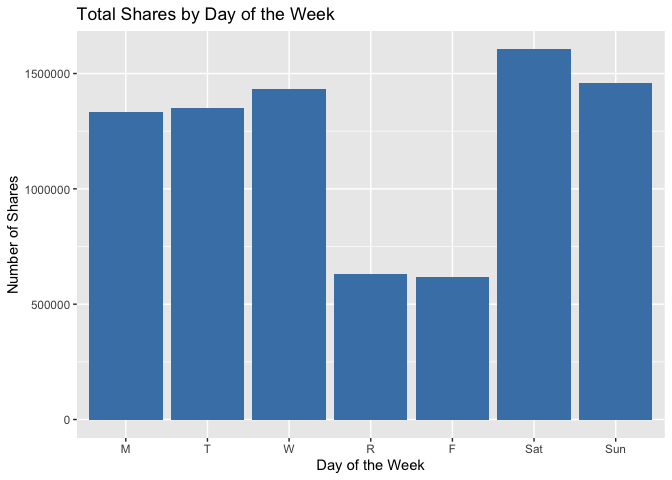 Total Shares by Day of the Week
Number of Shares
1500000
1000000
500000
0
M T W R F Sat Sun
Day of the Week